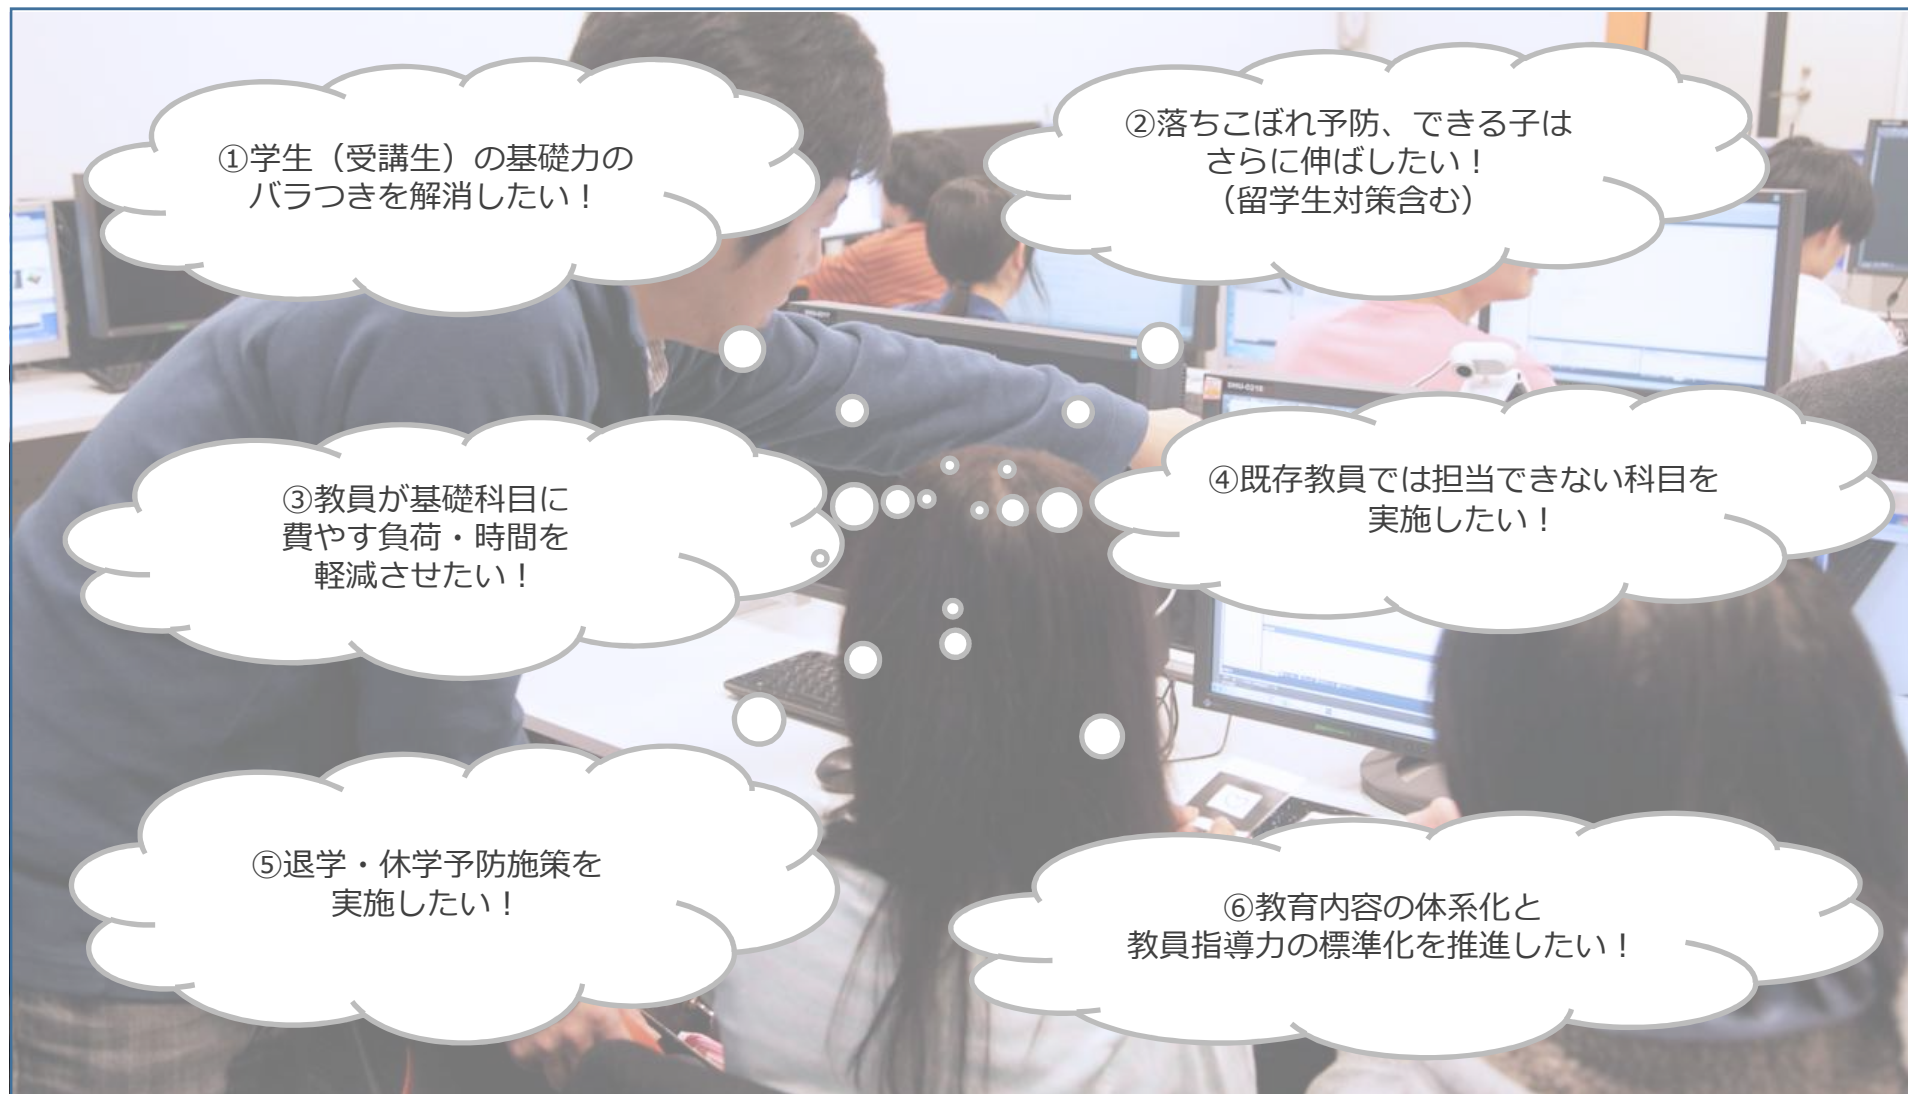 ①学生（受講生）の基礎力の
バラつきを解消したい！
②落ちこぼれ予防、できる子は
さらに伸ばしたい！
（留学生対策含む）
③教員が基礎科目に
費やす負荷・時間を
軽減させたい！
④既存教員では担当できない科目を
実施したい！
⑤退学・休学予防施策を
実施したい！
⑥教育内容の体系化と
教員指導力の標準化を推進したい！